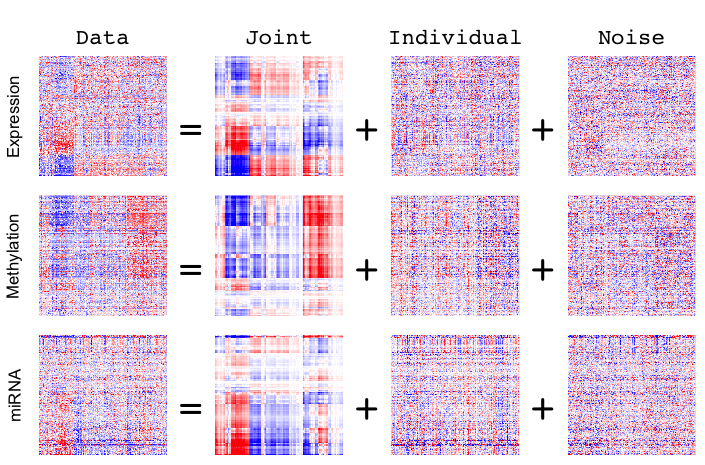 Data Joint Individual Noise
Expression = + +
Methylation = + +
miRNA = + +